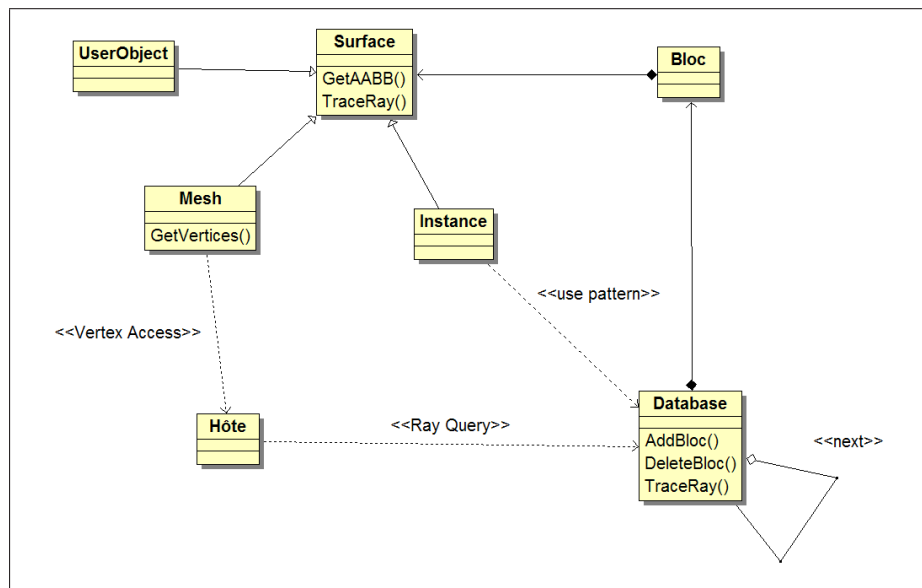 UserObject
Surface
GetAABB()
TraceRay()
Bloc
Mesh
GetVertices()
Instance
<<use pattern>>
<<Vertex Access>>
Hôte
<<Ray Query>>
Database
AddBloc()
DeleteBloc()
TraceRay()
<<next>>